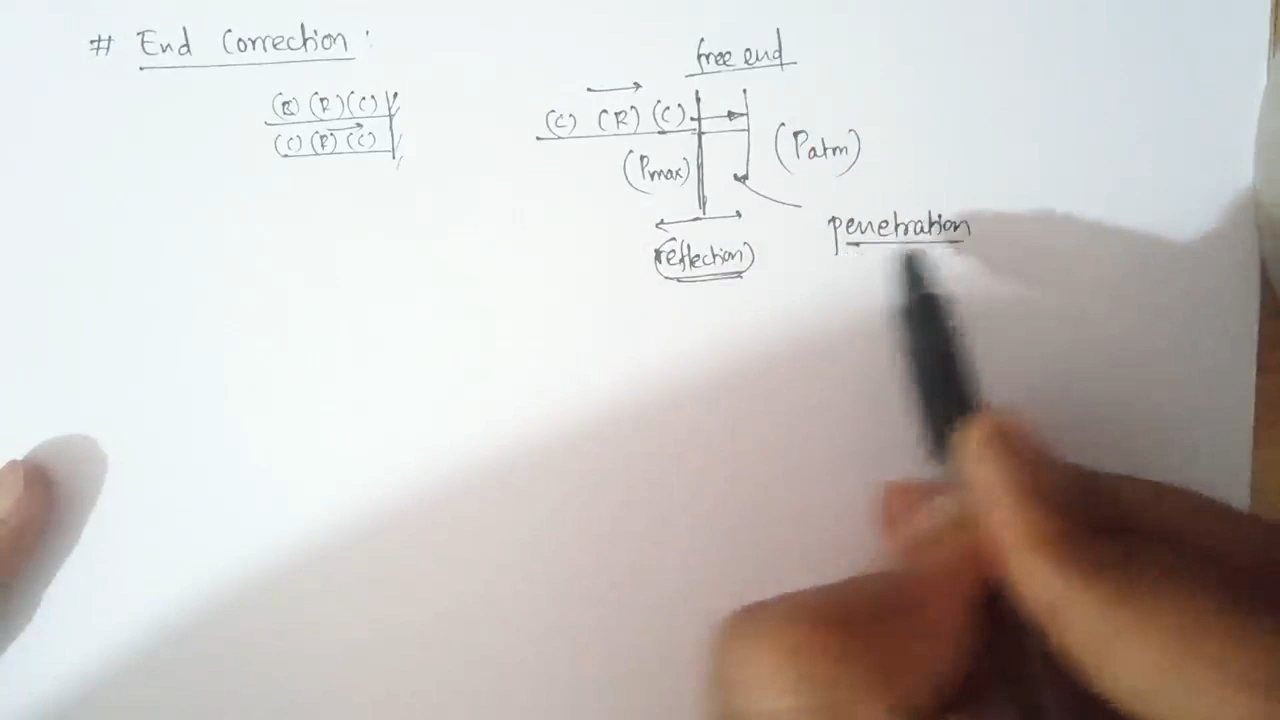 # End Correction :
free end
(R) (R) (C)
(C) (R) (C)
(C) (R) (C)
(Patm)
(Pmax)
penetration
(reflection)